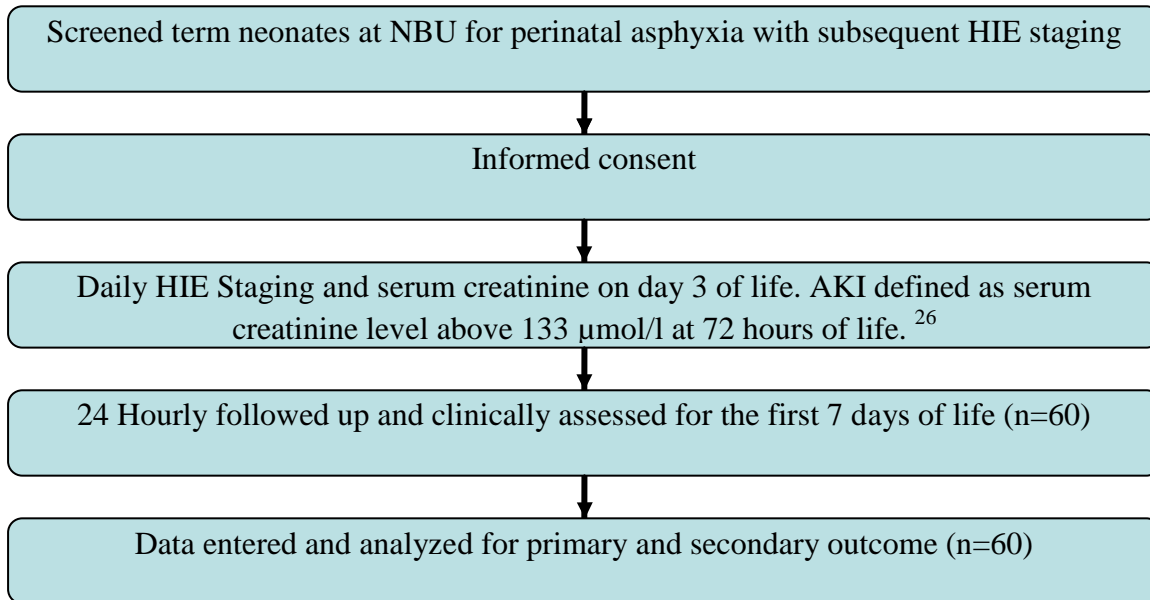 Screened term neonates at NBU for perinatal asphyxia with subsequent HIE staging
Informed consent
Daily HIE Staging and serum creatinine on day 3 of life. AKI defined as serum
creatinine level above 133 µmol/l at 72 hours of life. 26
24 Hourly followed up and clinically assessed for the first 7 days of life (n=60)
Data entered and analyzed for primary and secondary outcome (n=60)